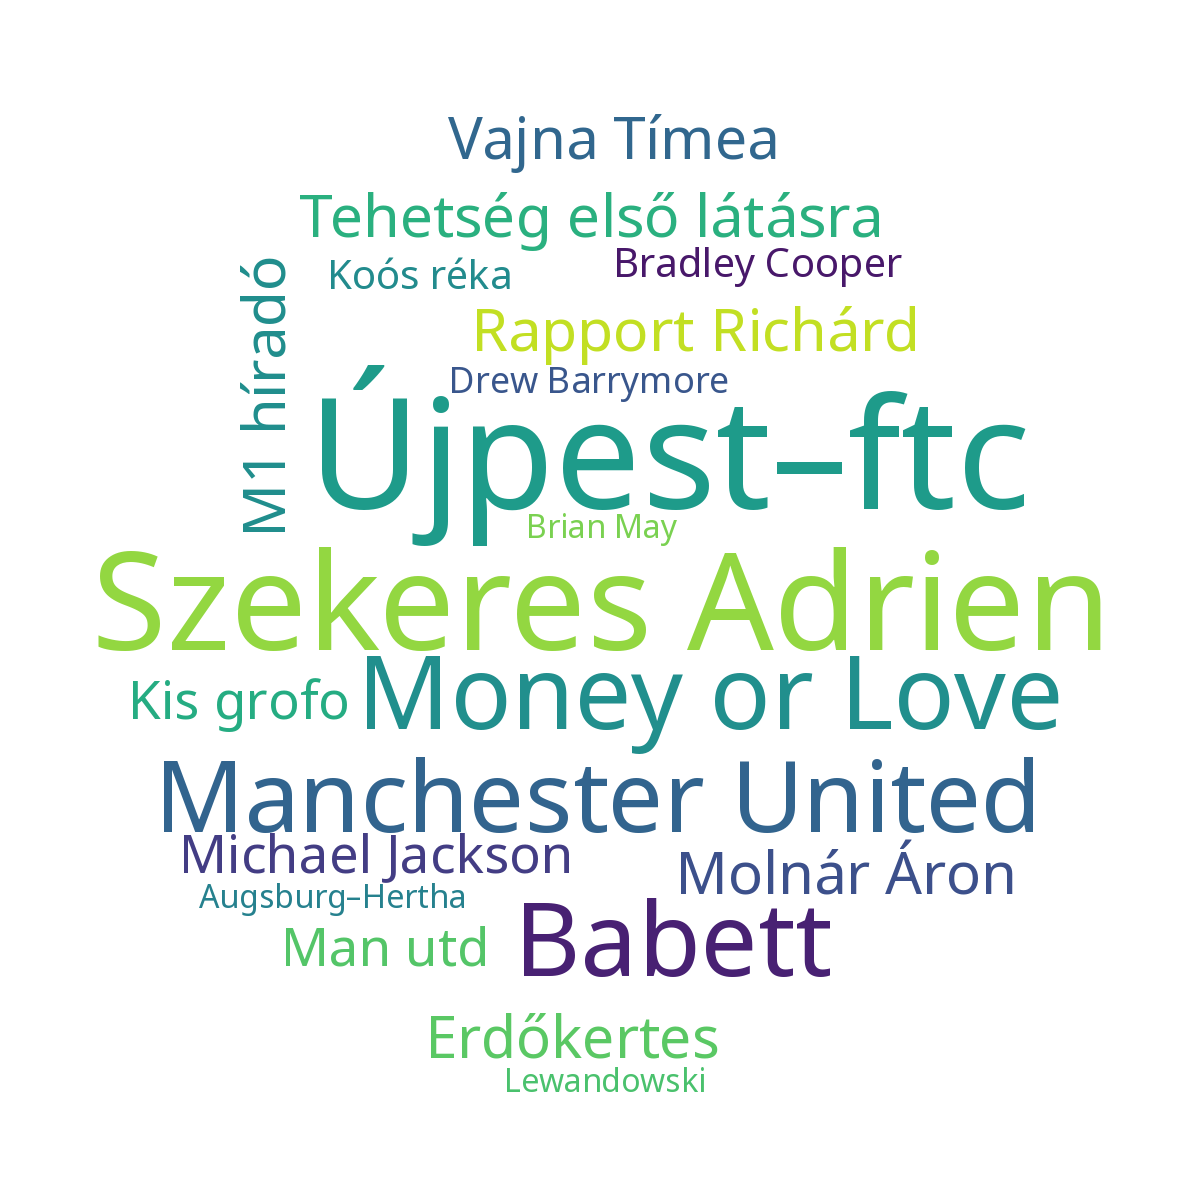 Vajna Tímea
Tehetség első látásra
Bradley Cooper
Koós réka
M1 híradó
Rapport Richárd
Drew Barrymore
Újpest–ftc
Brian May
Szekeres Adrien
Money or Love
Kis grofo
Manchester United
Michael Jackson
Molnár Áron
Augsburg–Hertha
Babett
Man utd
Erdőkertes
Lewandowski